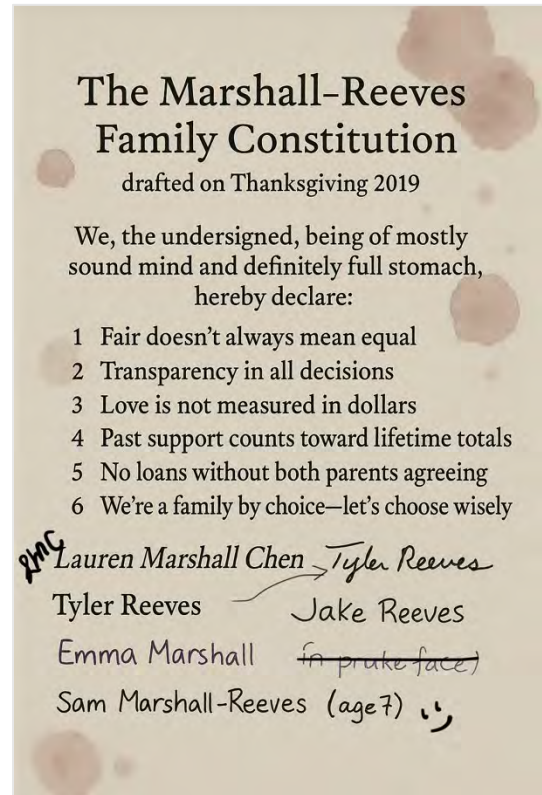 The Marshall–Reeves
Family Constitution
drafted on Thanksgiving 2019
We, the undersigned, being of mostly
sound mind and definitely full stomach,
hereby declare:
1 Fair doesn't always mean equal
2 Transparency in all decisions
3 Love is not measured in dollars
4 Past support counts toward lifetime totals
5 No loans without both parents agreeing
6 We're a family by choice—let's choose wisely
Lauren Marshall Chen Tyler Reeves
Tyler Reeves Jake Reeves
Emma Marshall face)
Sam Marshall-Reeves (age 7)